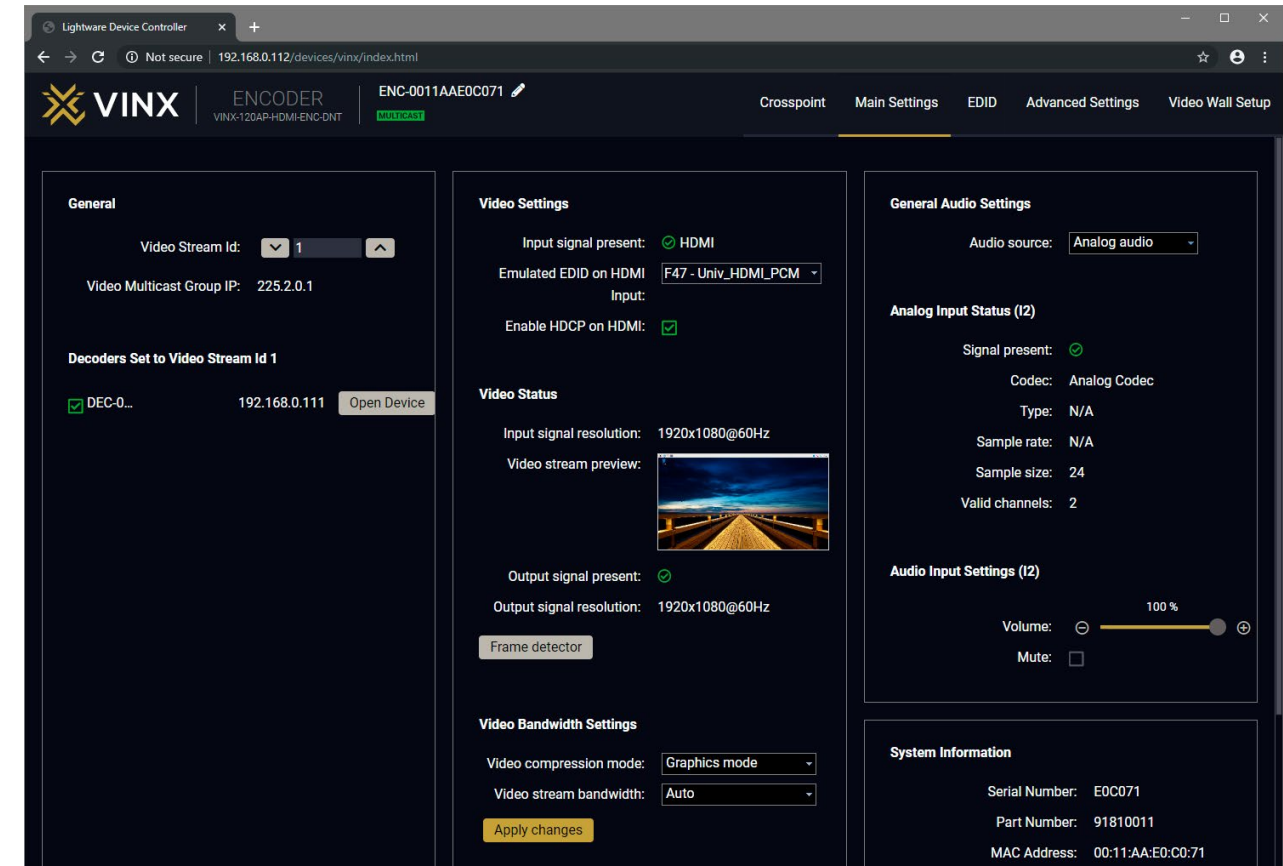 Lightware Device Controller
Not secure | 192.168.0.112/devices/vinx/index.html
VINX
ENCODER
VINX-120AP-HDMI-ENC-DNT
ENC-0011AAE0C071
MULTICAST
Crosspoint
Main Settings
EDID
Advanced Settings
Video Wall Setup
General
Video Stream Id: 1
Video Multicast Group IP: 225.2.0.1
Decoders Set to Video Stream Id 1
DEC-0... 192.168.0.111 Open Device
Video Settings
Input signal present: HDMI
Emulated EDID on HDMI F47 - Univ_HDMI_PCM
Input:
Enable HDCP on HDMI:
Video Status
Input signal resolution: 1920x1080@60Hz
Video stream preview:
Output signal present:
Output signal resolution: 1920x1080@60Hz
Frame detector
Video Bandwidth Settings
Video compression mode: Graphics mode
Video stream bandwidth: Auto
Apply changes
General Audio Settings
Audio source: Analog audio
Analog Input Status (I2)
Signal present:
Codec: Analog Codec
Type: N/A
Sample rate: N/A
Sample size: 24
Valid channels: 2
Audio Input Settings (I2)
100 %
Volume:
Mute:
System Information
Serial Number: E0C071
Part Number: 91810011
MAC Address: 00:11:AA:E0:C0:71